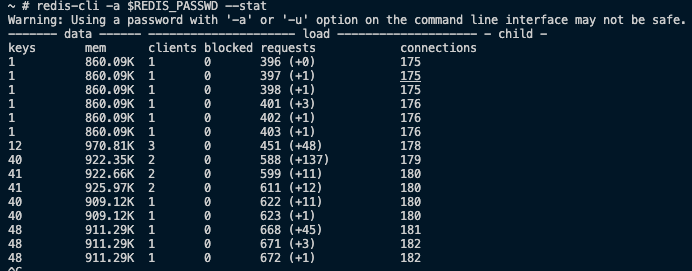 ~ # redis-cli -a $REDIS_PASSWD --stat
Warning: Using a password with '-a' or '-u' option on the command line interface may not be safe.
------- data ------ --------------------- load -------------------- - child -
keys       mem      clients blocked requests            connections
1          860.09K  1       0       396 (+0)            175
1          860.09K  1       0       397 (+1)            175
1          860.09K  1       0       398 (+1)            175
1          860.09K  1       0       401 (+3)            176
1          860.09K  1       0       402 (+1)            176
1          860.09K  1       0       403 (+1)            176
12         970.81K  3       0       451 (+48)           178
40         922.35K  2       0       588 (+137)          179
41         922.66K  2       0       599 (+11)           180
41         925.97K  2       0       611 (+12)           180
40         909.12K  1       0       622 (+11)           180
40         909.12K  1       0       623 (+1)            180
48         911.29K  1       0       668 (+45)           181
48         911.29K  1       0       671 (+3)            182
48         911.29K  1       0       672 (+1)            182